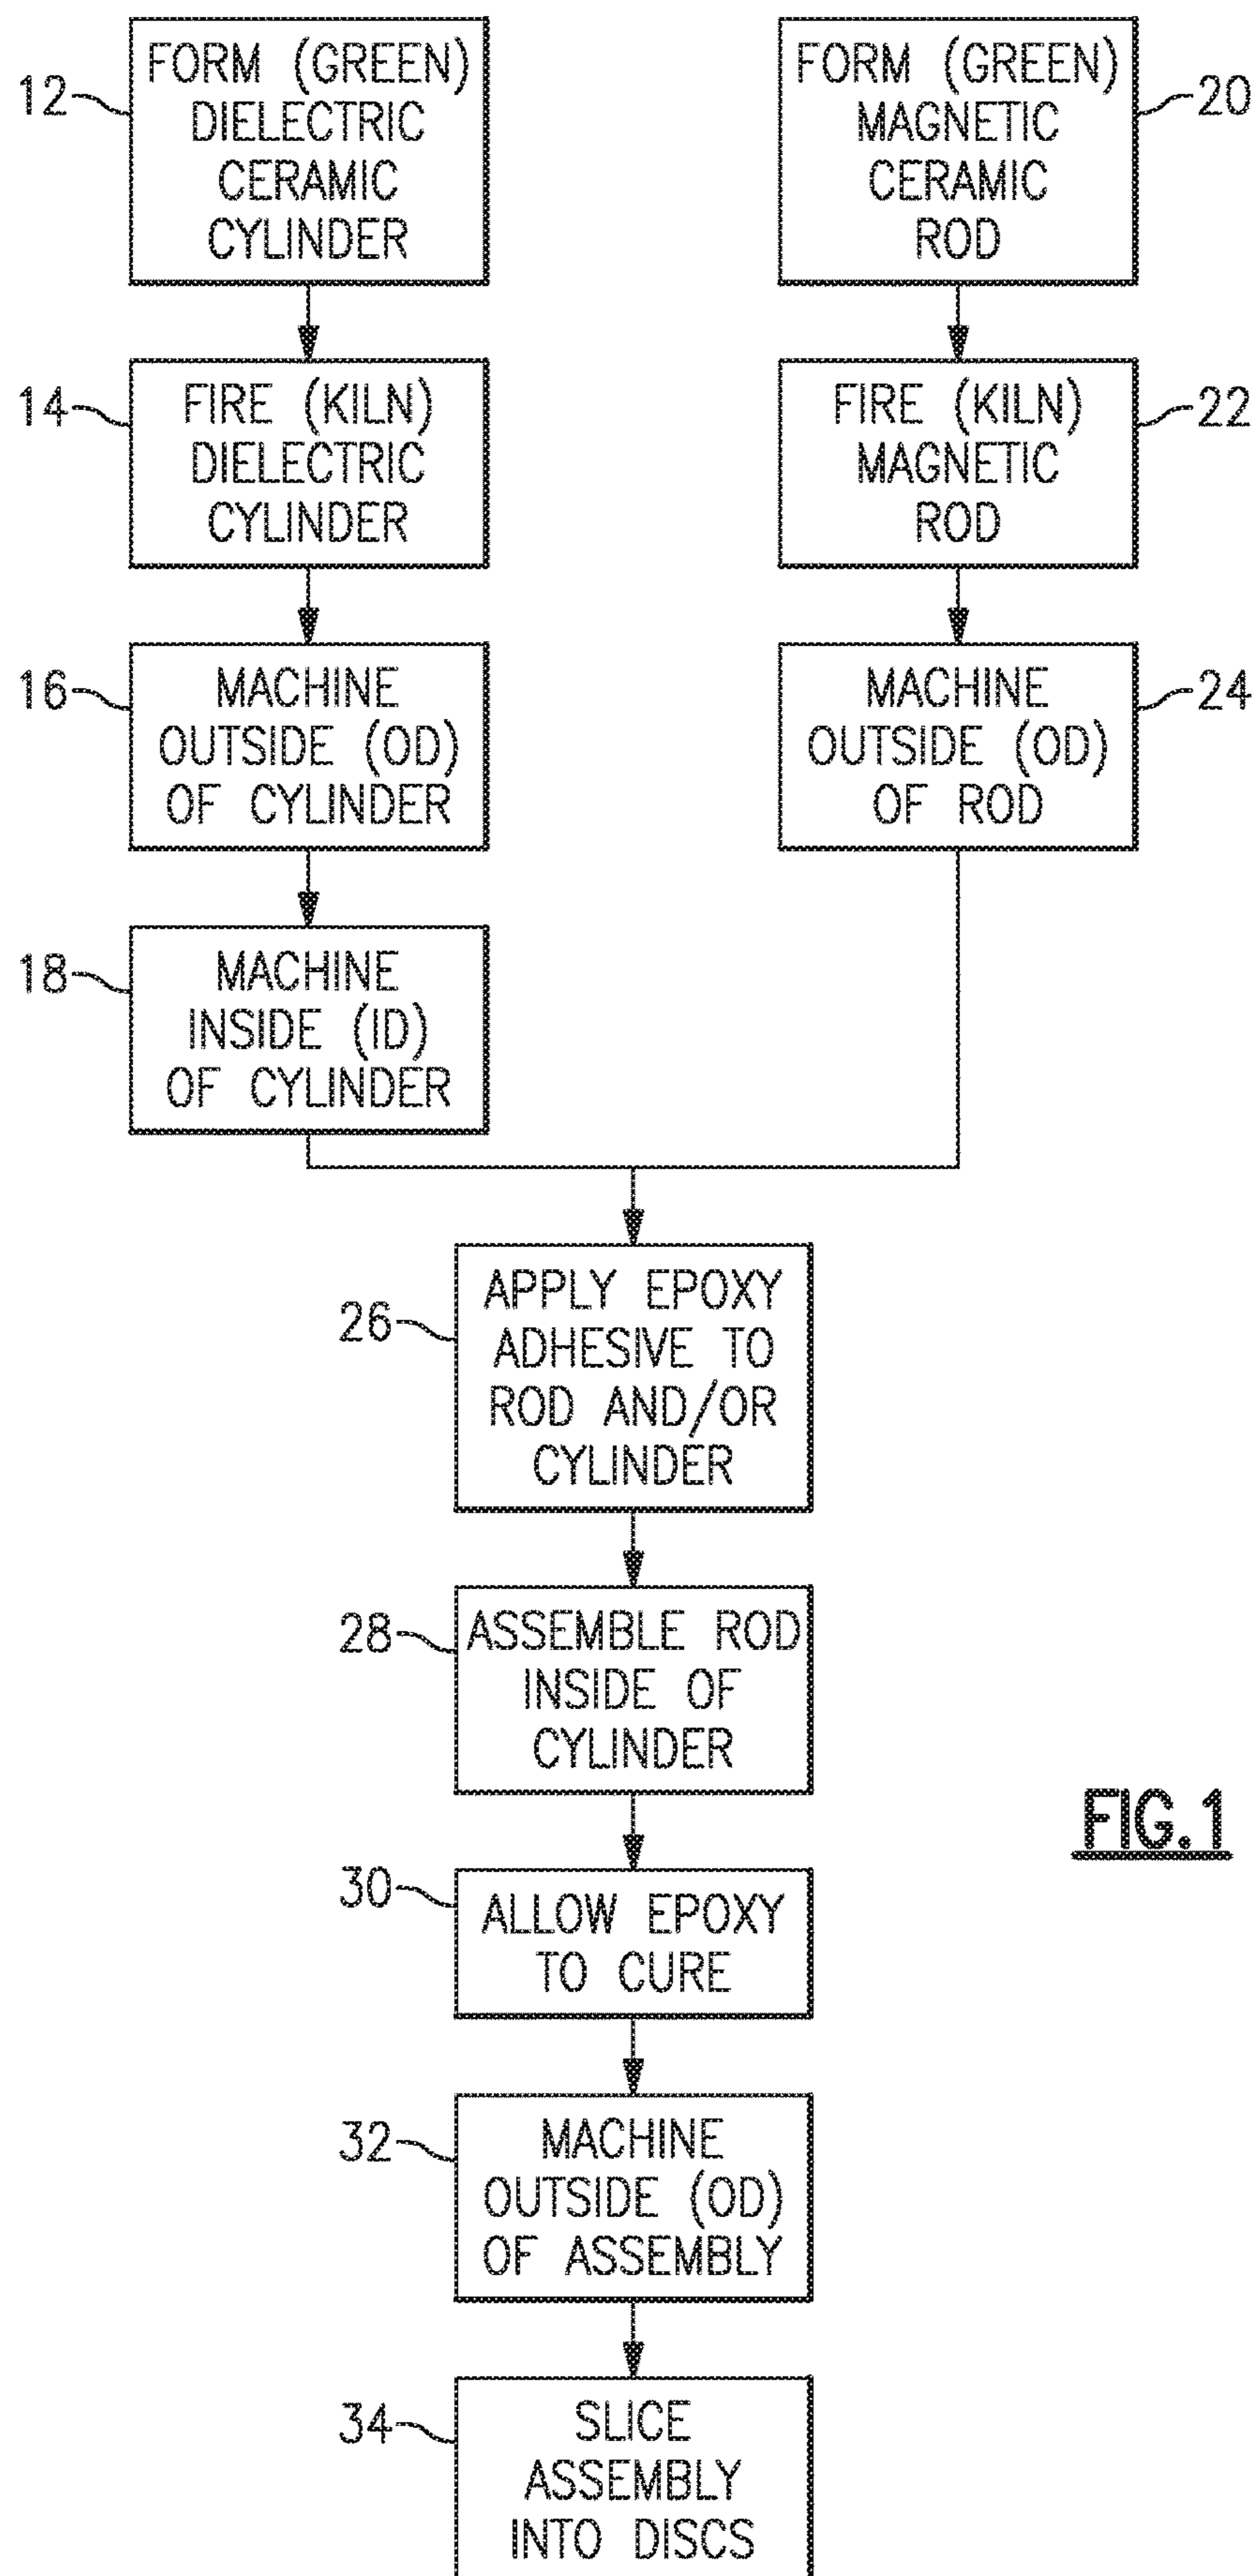 12
FORM (GREEN)
DIELECTRIC
CERAMIC
CYLINDER
14
FIRE (KILN)
DIELECTRIC
CYLINDER
16
MACHINE
OUTSIDE (OD)
OF CYLINDER
18
MACHINE
INSIDE (ID)
OF CYLINDER
20
FORM (GREEN)
MAGNETIC
CERAMIC
ROD
22
FIRE (KILN)
MAGNETIC
ROD
24
MACHINE
OUTSIDE (OD)
OF ROD
26
APPLY EPOXY
ADHESIVE TO
ROD AND/OR
CYLINDER
28
ASSEMBLE ROD
INSIDE OF
CYLINDER
30
ALLOW EPOXY
TO CURE
32
MACHINE
OUTSIDE (OD)
OF ASSEMBLY
34
SLICE
ASSEMBLY
INTO DISCS
FIG.1